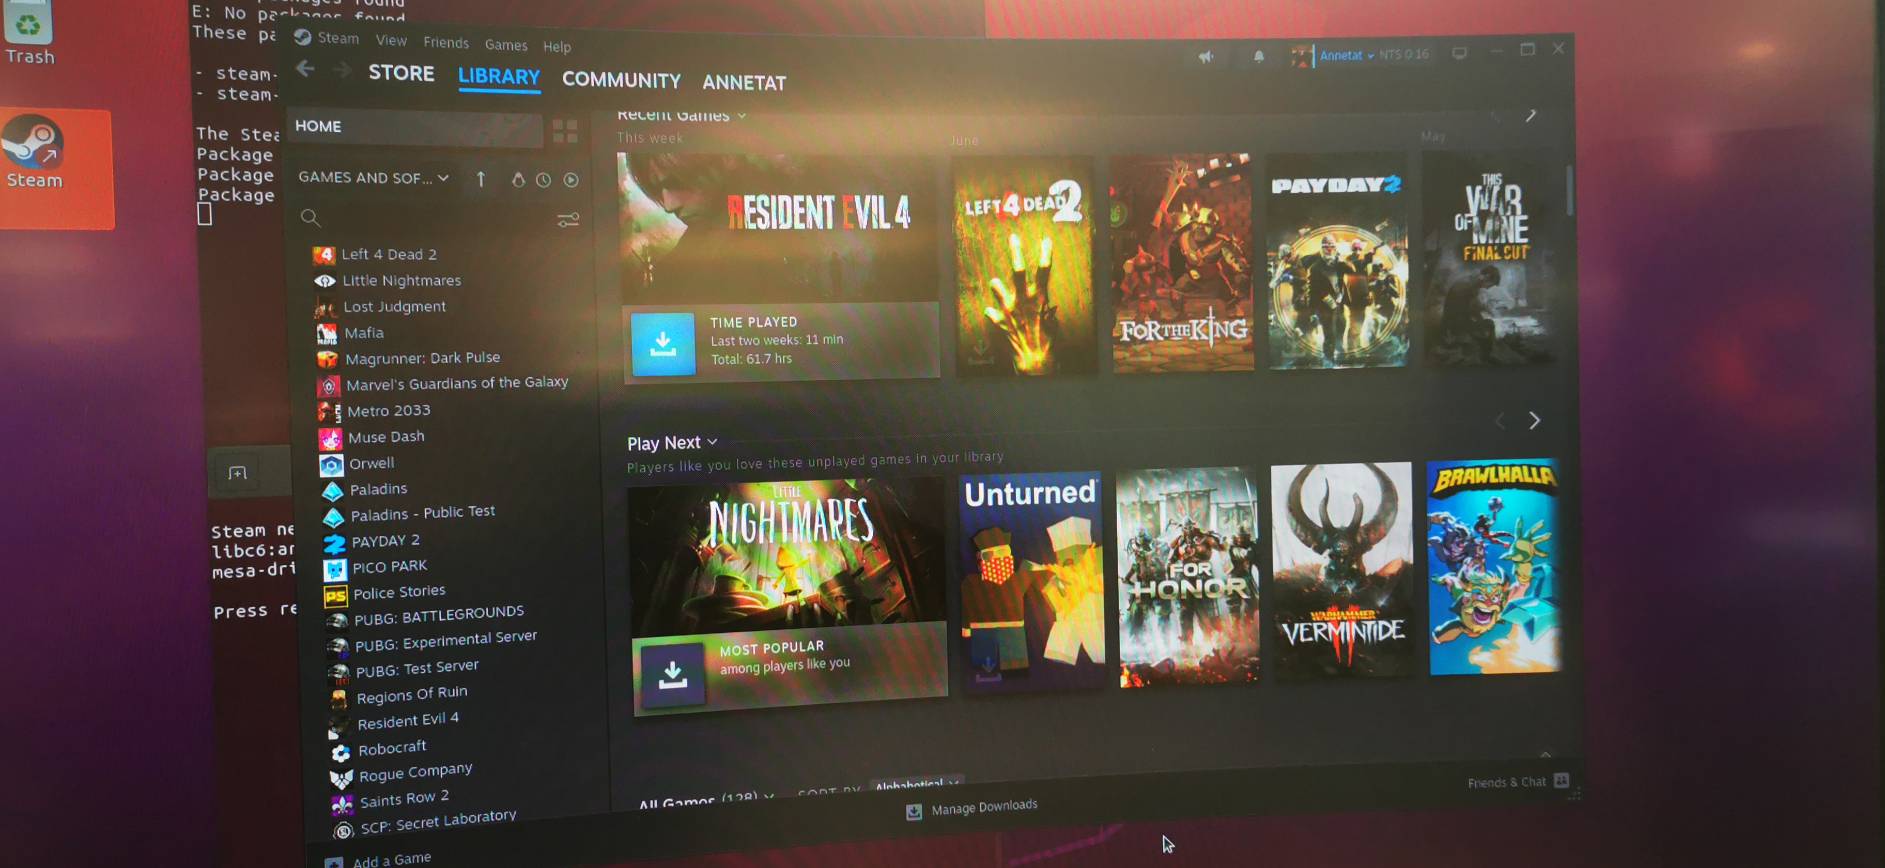 E: No packages found
These pa
Trash
- steam-
- steam-
The Stea
Package
Package
Package
Steam
Steam View Friends Games Help
Annetat NTS 0.16
STORE LIBRARY COMMUNITY ANNETAT
HOME
GAMES AND SOF...
Left 4 Dead 2
Little Nightmares
Lost Judgment
Mafia
Magrunner: Dark Pulse
Marvel's Guardians of the Galaxy
Metro 2033
Muse Dash
Orwell
Paladins
Paladins - Public Test
PAYDAY 2
PICO PARK
Police Stories
PUBG: BATTLEGROUNDS
PUBG: Experimental Server
PUBG: Test Server
Regions Of Ruin
Resident Evil 4
Robocraft
Rogue Company
Saints Row 2
SCP: Secret Laboratory
Add a Game
Steam ne
libc6:am
mesa-dri
Press re
Recent Games
This week
June
May
RESIDENT EVIL 4
TIME PLAYED
Last two weeks: 11 min
Total: 61.7 hrs
LEFT 4 DEAD 2
FOR THE KING
PAYDAY 2
THIS
WAR
OF MINE
FINAL CUT
Play Next
Players like you love these unplayed games in your library
LITTLE
NIGHTMARES
MOST POPULAR
among players like you
Unturned
FOR
HONOR
WARHAMMER
VERMINTIDE
II
BRAWLHALLA
All Games (128) SORT BY Alphabetical
Manage Downloads
Friends & Chat